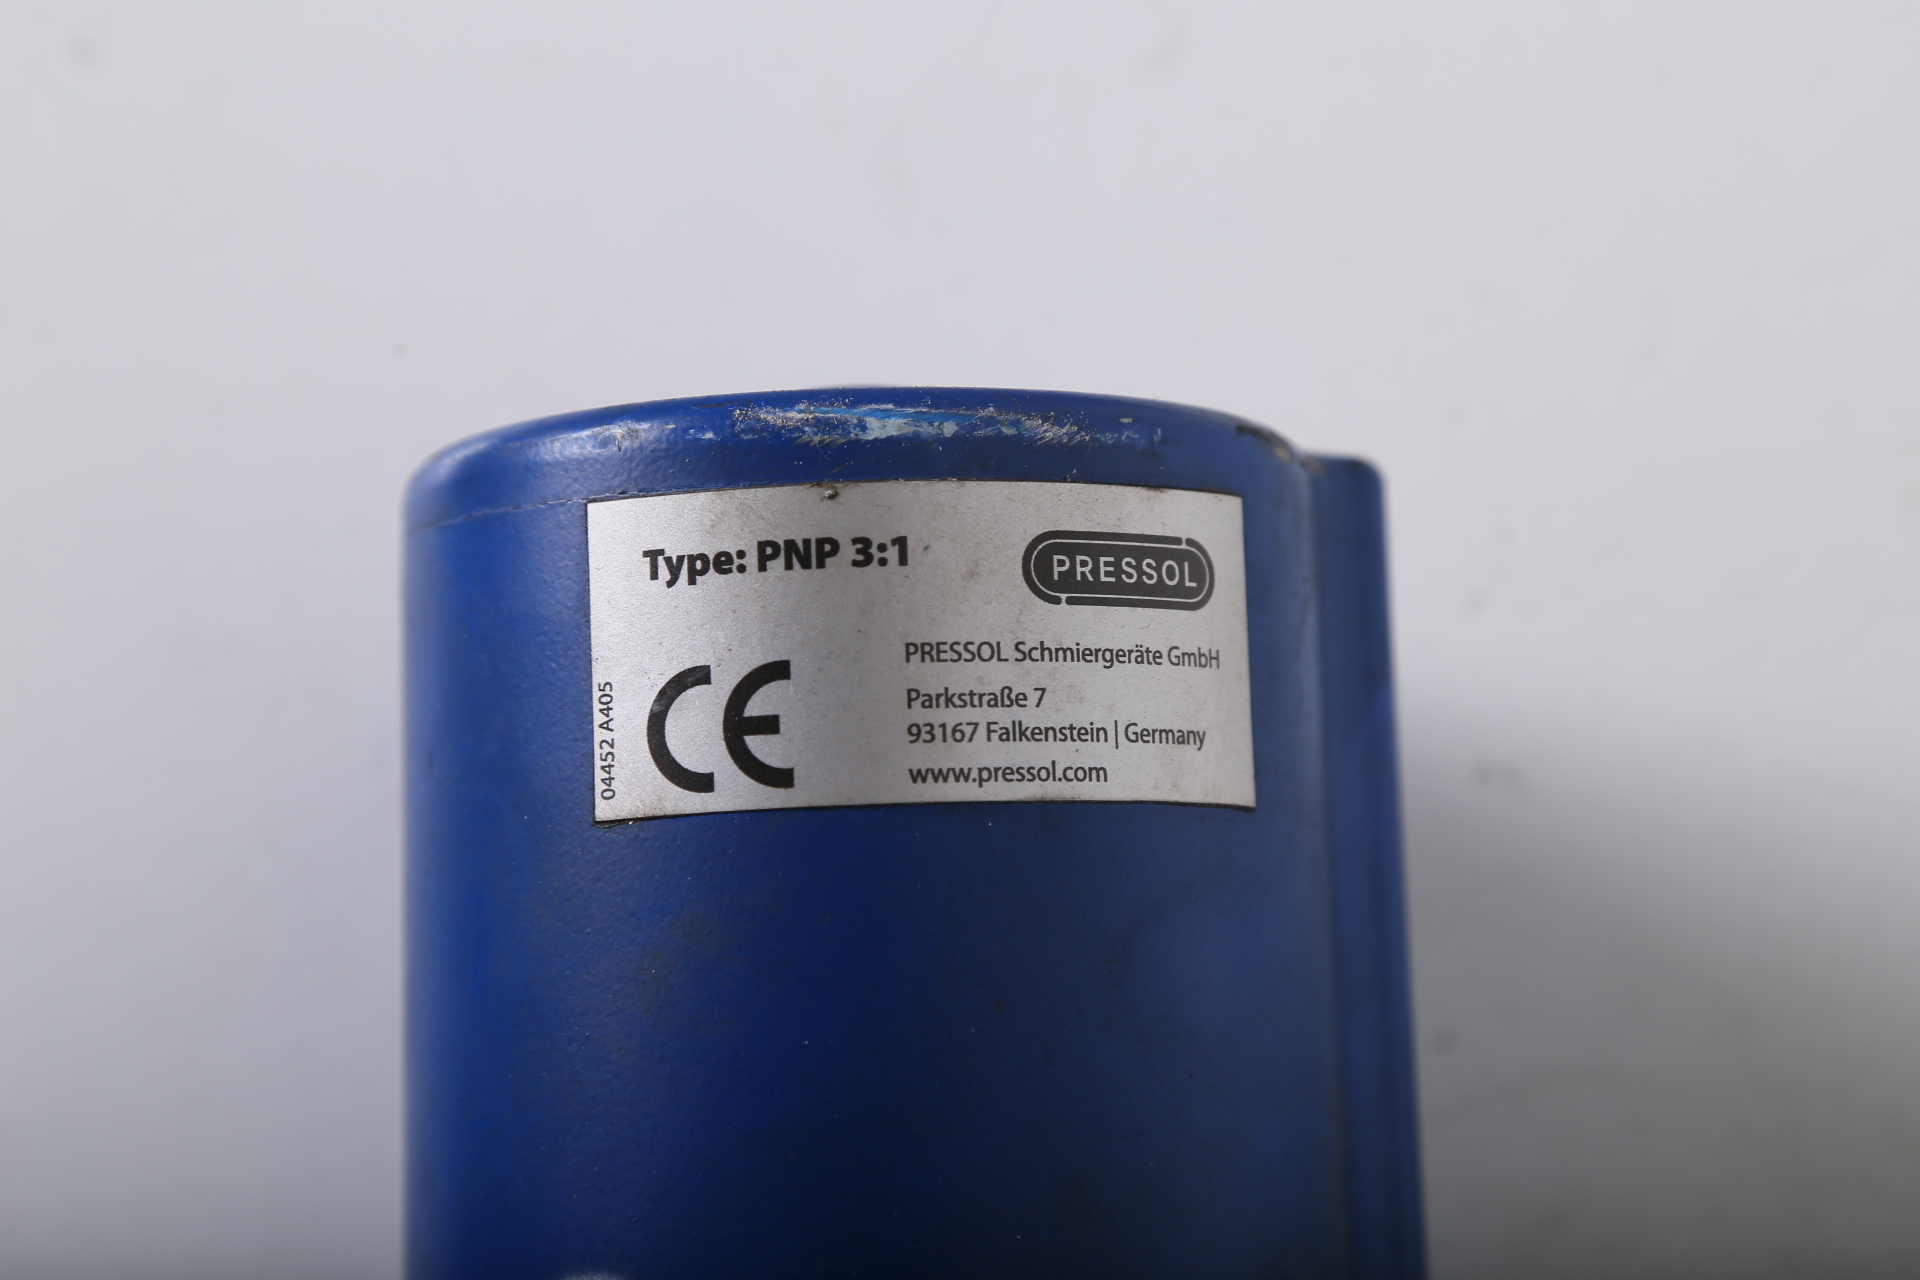 Type: PNP 3:1
PRESSOL
PRESSOL Schmiergeräte GmbH
Parkstraße 7
93167 Falkenstein | Germany
www.pressol.com
CE
04452 A405